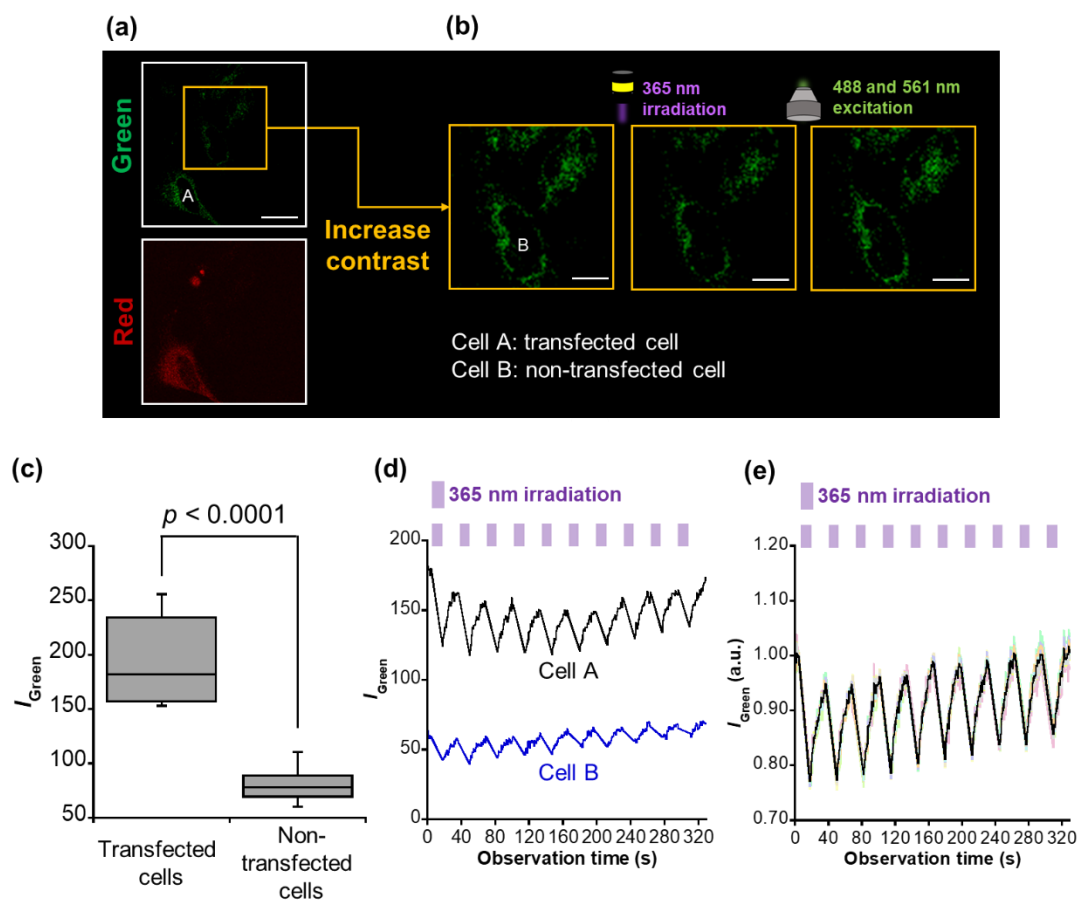 (a)
(b)
Green
A
365 nm
irradiation
488 and 561 nm
excitation
B
Increase
contrast
Red
Cell A: transfected cell
Cell B: non-transfected cell
(c)
p < 0.0001
300
250
200
150
100
50
I Green
Transfected
cells
Non-
transfected
cells
(d)
365 nm irradiation
200
150
100
50
0
I Green
Cell A
Cell B
0 40 80 120 160 200 240 280 320
Observation time (s)
(e)
365 nm irradiation
1.20
1.10
1.00
0.90
0.80
0.70
I Green (a.u.)
0 40 80 120 160 200 240 280 320
Observation time (s)